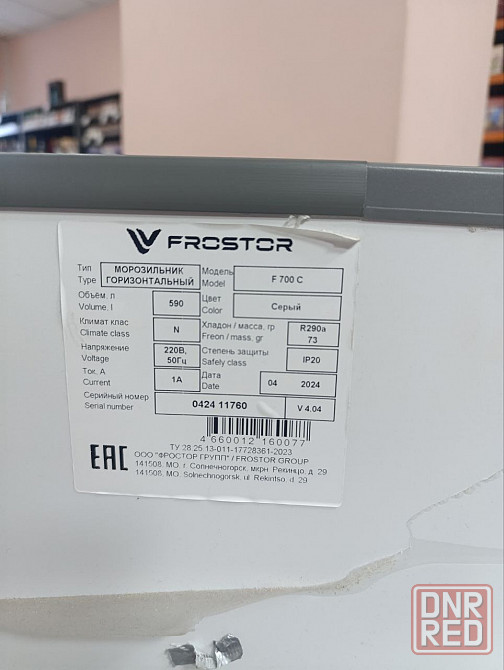 FROSTOR
Тип Type МОРОЗИЛЬНИК ГОРИЗОНТАЛЬНЫЙ Модель Model F 700 C
Объем. л Volume. l 590 Цвет Color Серый
Климат клас Climate class N Хладон / масса, гр Freon / mass, gr R290a 73
Напряжение Voltage 220В, 50Гц Степень защиты Safely class IP20
Ток. А Current 1А Дата Date 04 2024
Серийный номер Serial number 0424 11760 V 4.04
4 660012 160077
ТУ 28.25.13-011-17728361-2023
EAC ООО "ФРОСТОР ГРУПП" / FROSTOR GROUP
141508. МО. г. Солнечногорск, мкрн. Рекинцо, д. 29
141508. MO. Solnechnogorsk, ul. Rekintso, d. 29
DNR
RED